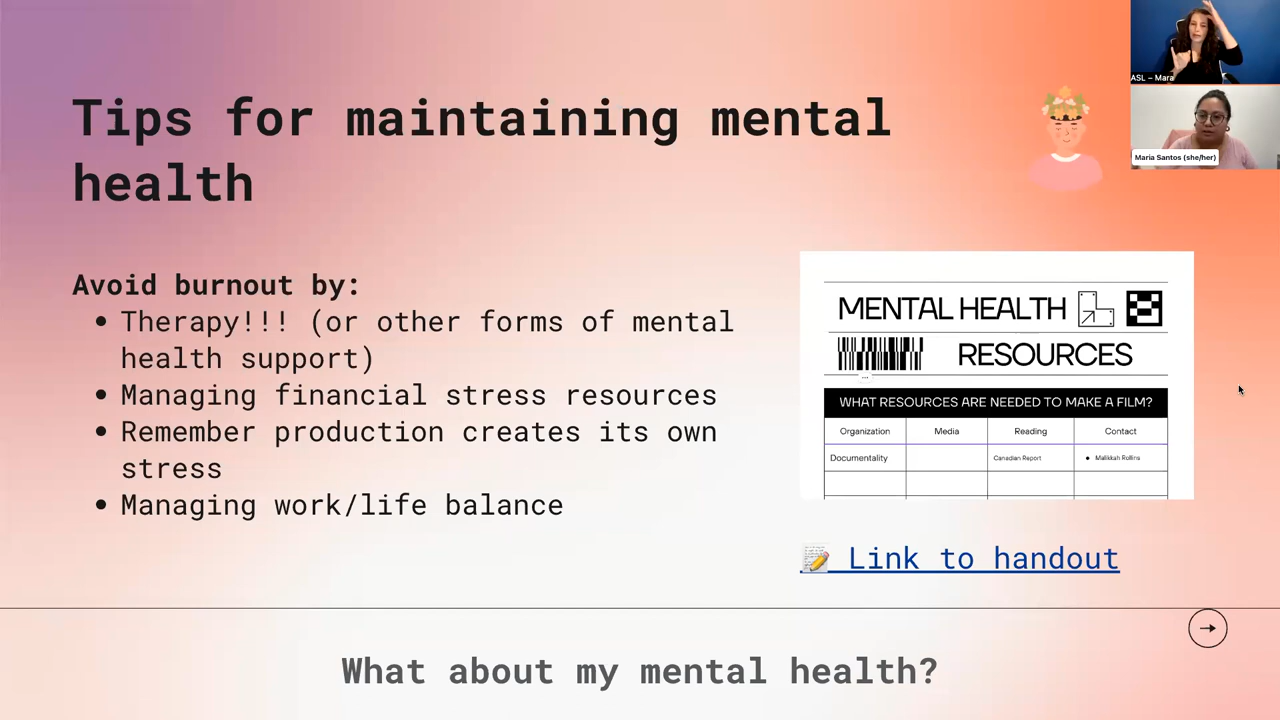 Tips for maintaining mental
health
Avoid burnout by:
• Therapy!!! (or other forms of mental
health support)
• Managing financial stress resources
• Remember production creates its own
stress
• Managing work/life balance
MENTAL HEALTH
RESOURCES
WHAT RESOURCES ARE NEEDED TO MAKE A FILM?
Organization Media Reading Contact
Documentality Canadian Report • Malikkah Rollins
📝 Link to handout
What about my mental health?
ASL – Mara
Maria Santos (she/her)